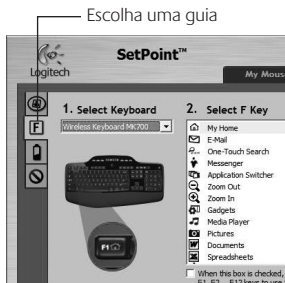 Escolha uma guia
Logitech
SetPoint™
My Mous
1. Select Keyboard
Wireless Keyboard MK700
F1
2. Select F Key
My Home
E-Mail
One-Touch Search
Messenger
Application Switcher
Zoom Out
Zoom In
Gadgets
Media Player
Pictures
Documents
Spreadsheets
When this box is checked,
F1, F2 ... F12 keys to use